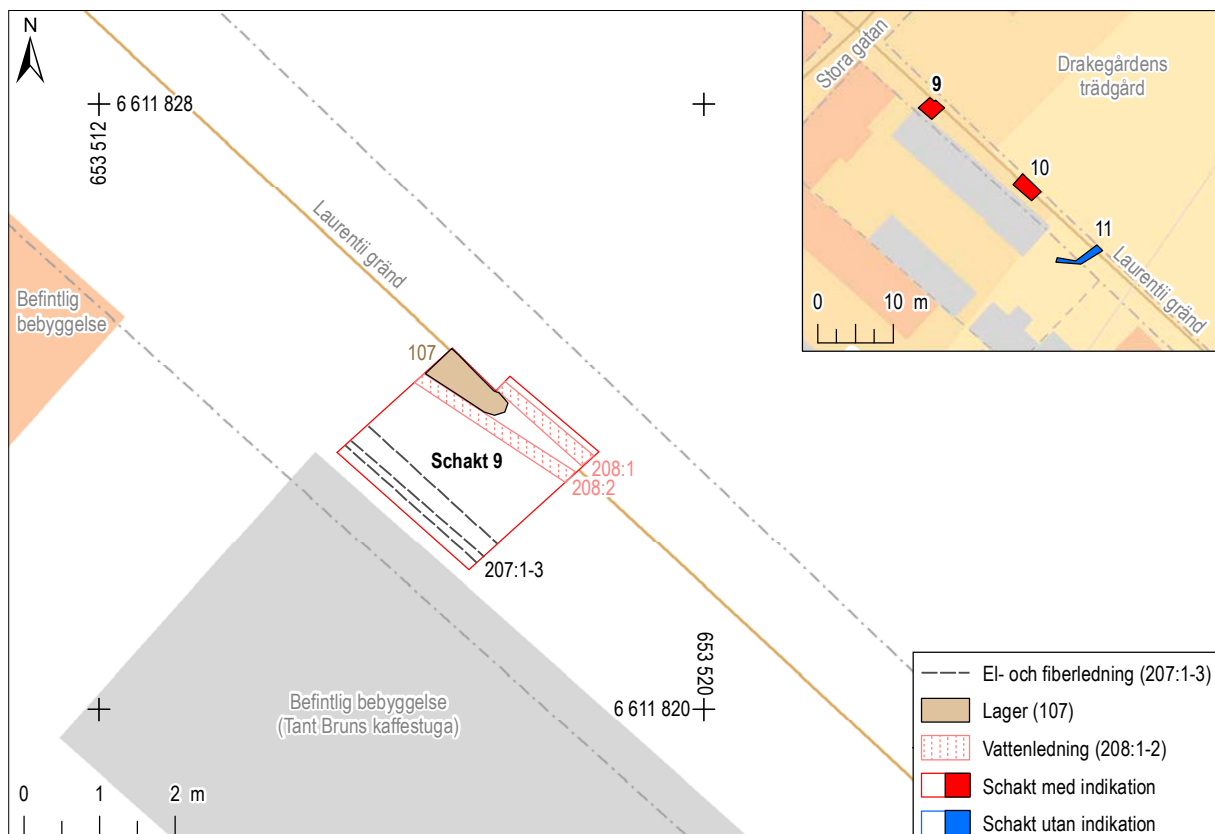 N
6 611 828
653 512
Laurentii gränd
Befintlig
bebyggelse
107
Schakt 9
208:1
208:2
207:1-3
Befintlig bebyggelse
(Tant Bruns kaffestuga)
653 520
6 611 820
0 1 2 m
Stora gatan
Drakegårdens
trädgård
9
10
11
Laurentii gränd
0 10 m
El- och fiberledning (207:1-3)
Lager (107)
Vattenledning (208:1-2)
Schakt med indikation
Schakt utan indikation